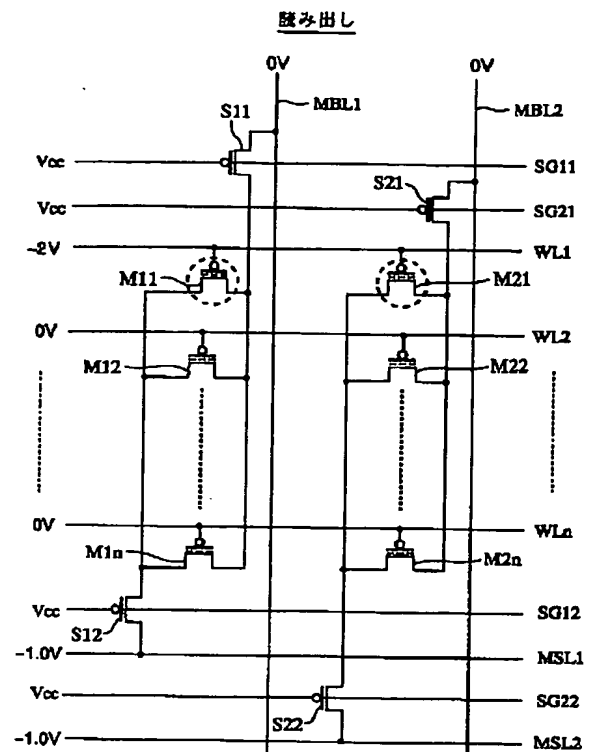 読み出し
0V 0V
MBL1
MBL2
S11
Vcc SG11
S21
Vcc SG21
-2V WL1
M11 M21
0V WL2
M12 M22
0V WLn
M1n M2n
Vcc SG12
S12
-1.0V MSL1
Vcc SG22
S22
-1.0V MSL2